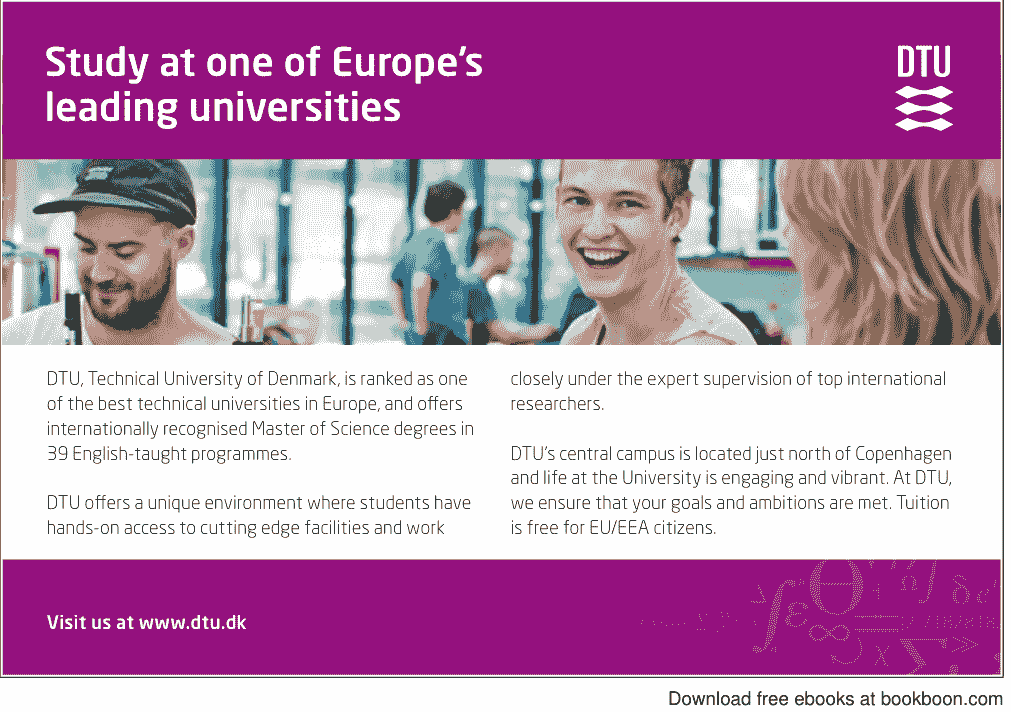 Study at one of Europe's
leading universities
DTU
DTU, Technical University of Denmark, is ranked as one
of the best technical universities in Europe, and offers
internationally recognised Master of Science degrees in
39 English-taught programmes.
DTU offers a unique environment where students have
hands-on access to cutting edge facilities and work
closely under the expert supervision of top international
researchers.
DTU's central campus is located just north of Copenhagen
and life at the University is engaging and vibrant. At DTU,
we ensure that your goals and ambitions are met. Tuition
is free for EU/EEA citizens.
Visit us at www.dtu.dk
Download free ebooks at bookboon.com